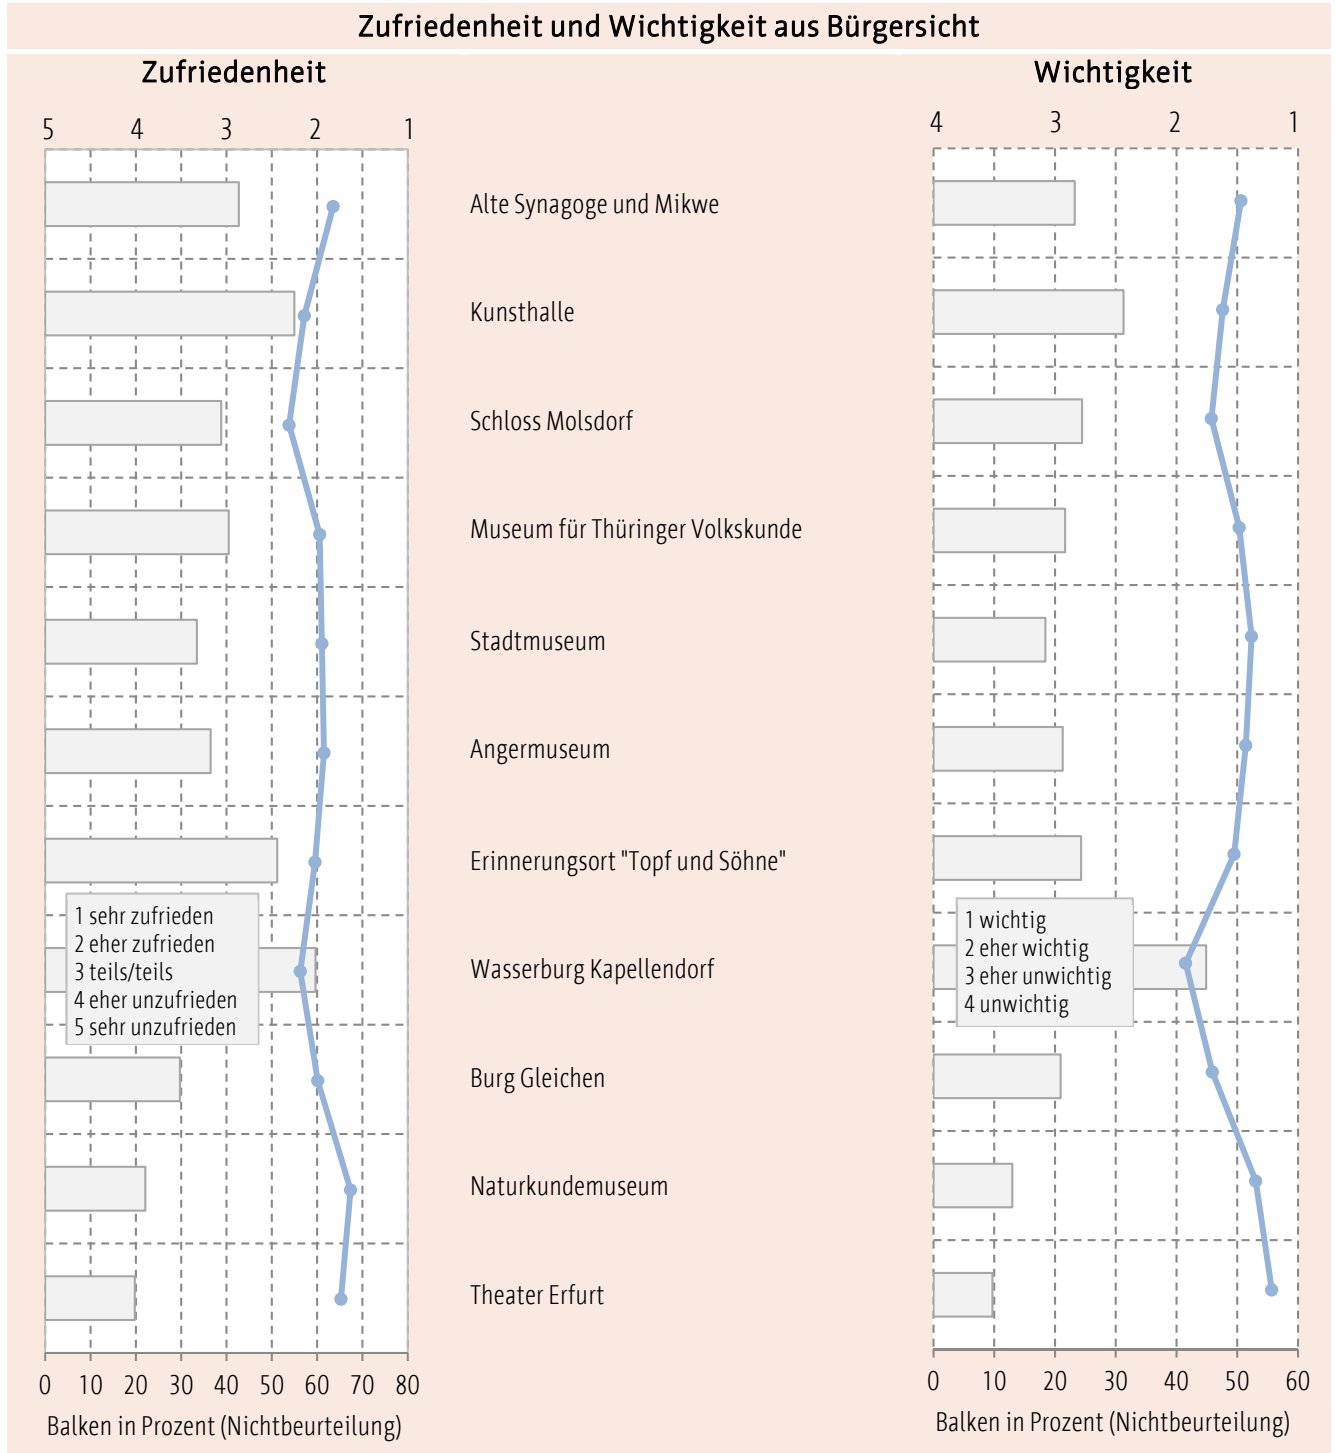 Zufriedenheit und Wichtigkeit aus Bürgersicht
Zufriedenheit
Wichtigkeit
5 4 3 2 1
4 3 2 1
Alte Synagoge und Mikwe
Kunsthalle
Schloss Molsdorf
Museum für Thüringer Volkskunde
Stadtmuseum
Angermuseum
Erinnerungsort "Topf und Söhne"
Wasserburg Kapellendorf
Burg Gleichen
Naturkundemuseum
Theater Erfurt
1 sehr zufrieden
2 eher zufrieden
3 teils/teils
4 eher unzufrieden
5 sehr unzufrieden
1 wichtig
2 eher wichtig
3 eher unwichtig
4 unwichtig
0 10 20 30 40 50 60 70 80
0 10 20 30 40 50 60
Balken in Prozent (Nichtbeurteilung)
Balken in Prozent (Nichtbeurteilung)